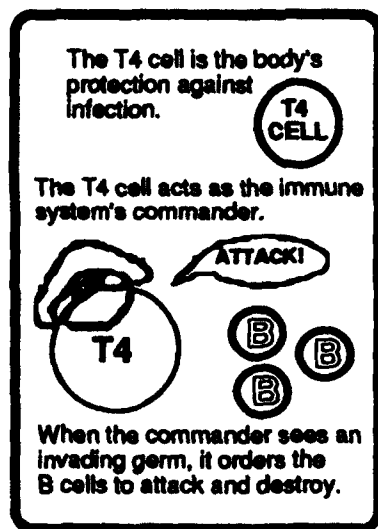 The T4 cell is the body's
protection against
infection.
T4
CELL
The T4 cell acts as the immune
system's commander.
ATTACK!
T4
B
B
B
When the commander sees an
invading germ, it orders the
B cells to attack and destroy.